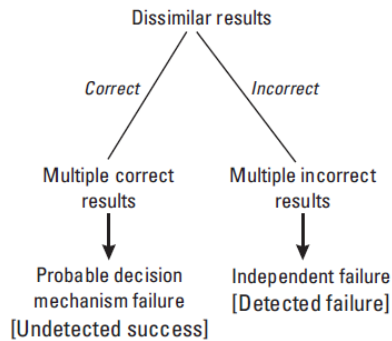 Dissimilar results
Correct
Incorrect
Multiple correct
results
Multiple incorrect
results
Probable decision
mechanism failure
[Undetected success]
Independent failure
[Detected failure]